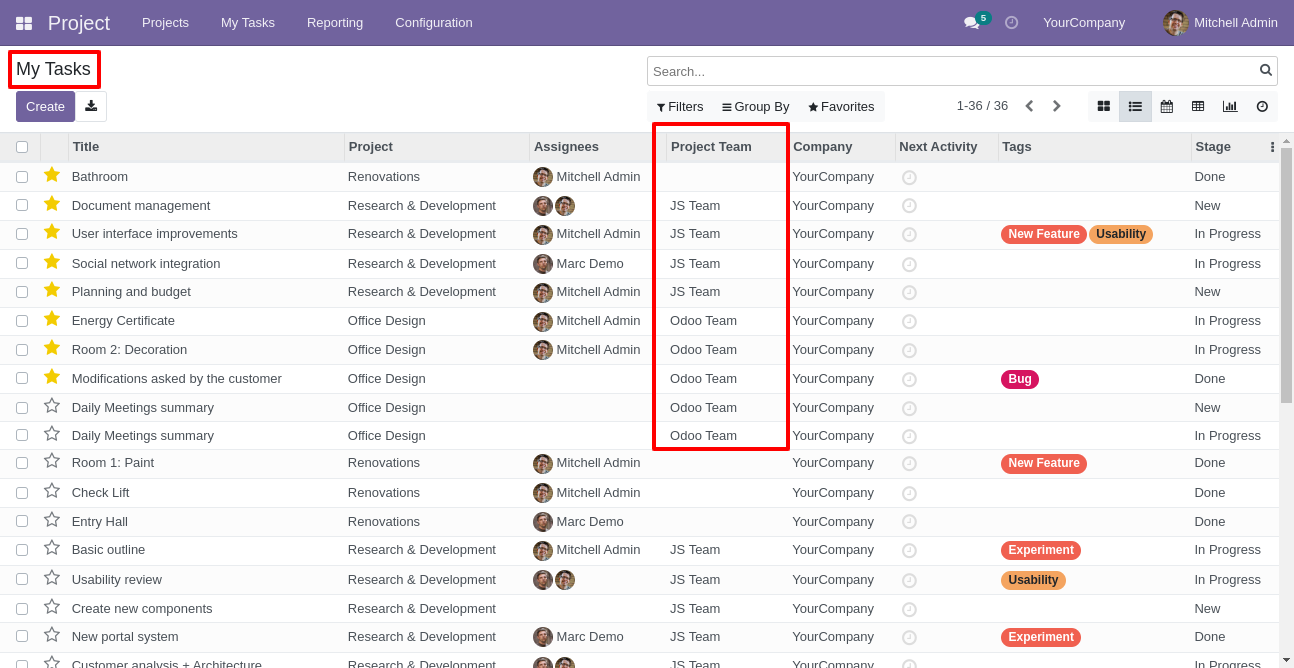 Project Projects My Tasks Reporting Configuration 5 YourCompany Mitchell Admin
My Tasks
Search...
Create Filters Group By Favorites 1-36 / 36
Title Project Assignees Project Team Company Next Activity Tags Stage
Bathroom Renovations Mitchell Admin YourCompany Done
Document management Research & Development JS Team YourCompany New
User interface improvements Research & Development Mitchell Admin JS Team YourCompany New Feature Usability In Progress
Social network integration Research & Development Marc Demo JS Team YourCompany In Progress
Planning and budget Research & Development Mitchell Admin JS Team YourCompany New
Energy Certificate Office Design Mitchell Admin Odoo Team YourCompany In Progress
Room 2: Decoration Office Design Mitchell Admin Odoo Team YourCompany In Progress
Modifications asked by the customer Office Design Odoo Team YourCompany Bug Done
Daily Meetings summary Office Design Odoo Team YourCompany New
Daily Meetings summary Office Design Odoo Team YourCompany In Progress
Room 1: Paint Renovations Mitchell Admin YourCompany New Feature Done
Check Lift Renovations Mitchell Admin YourCompany Done
Entry Hall Renovations Marc Demo YourCompany Done
Basic outline Research & Development Mitchell Admin JS Team YourCompany Experiment In Progress
Usability review Research & Development JS Team YourCompany Usability In Progress
Create new components Research & Development JS Team YourCompany New
New portal system Research & Development Marc Demo JS Team YourCompany Experiment Done
Customer analysis + Architecture Research & Development JS Team YourCompany In Progress